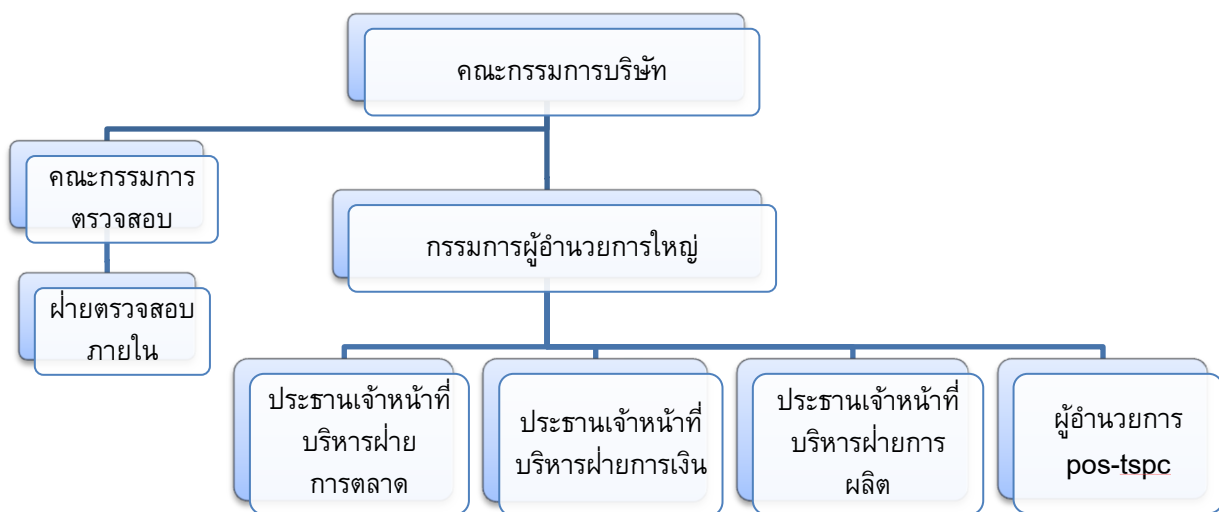 คณะกรรมการบริษัท
คณะกรรมการ
ตรวจสอบ
กรรมการผู้อำนวยการใหญ่
ฝ่ายตรวจสอบ
ภายใน
ประธานเจ้าหน้าที่
บริหารฝ่าย
การตลาด
ประธานเจ้าหน้าที่
บริหารฝ่ายการเงิน
ประธานเจ้าหน้าที่
บริหารฝ่ายการ
ผลิต
ผู้อำนวยการ
pos-tspc